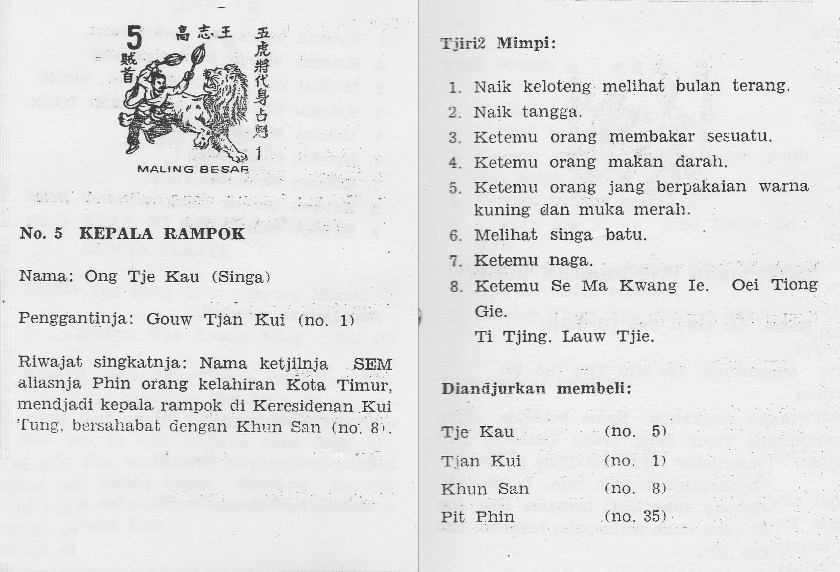 5
賊首
高志王
五虎將代身占魁
1
MALING BESAR
No. 5 KEPALA RAMPOK
Nama: Ong Tje Kau (Singa)
Penggantinja: Gouw Tjan Kui (no. 1)
Riwajat singkatnja: Nama ketjilnja SEM
aliasnja Phin orang kelahiran Kota Timur,
mendjadi kepala rampok di Keresidenan Kui
Tung, bersahabat dengan Khun San (no. 8).
Tjiri2 Mimpi:
1. Naik keloteng melihat bulan terang.
2. Naik tangga.
3. Ketemu orang membakar sesuatu.
4. Ketemu orang makan darah.
5. Ketemu orang jang berpakaian warna
kuning dan muka merah.
6. Melihat singa batu.
7. Ketemu naga.
8. Ketemu Se Ma Kwang Ie. Oei Tiong
Gie.
Ti Tjing. Lauw Tjie.
Diandjurkan membeli:
Tje Kau (no. 5)
Tjan Kui (no. 1)
Khun San (no. 8)
Pit Phin (no. 35)